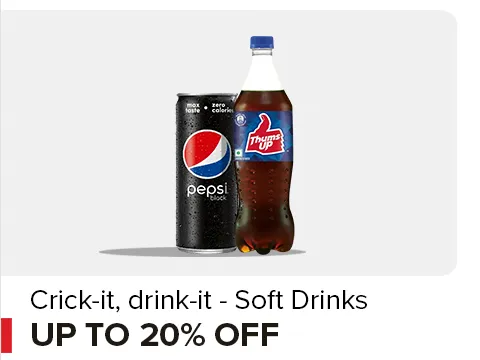 max taste • zero calories
pepsi
black
Thums
Up
Crick-it, drink-it - Soft Drinks
UP TO 20% OFF